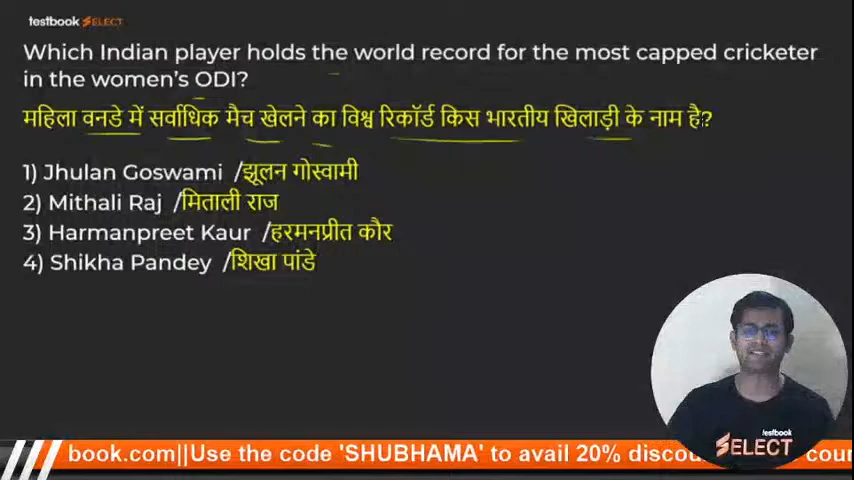 testbook SELECT
Which Indian player holds the world record for the most capped cricketer
in the women's ODI?
महिला वनडे में सर्वाधिक मैच खेलने का विश्व रिकॉर्ड किस भारतीय खिलाड़ी के नाम है?
1) Jhulan Goswami /झूलन गोस्वामी
2) Mithali Raj /मिताली राज
3) Harmanpreet Kaur /हरमनप्रीत कौर
4) Shikha Pandey /शिखा पांडे
testbook
SELECT
book.com||Use the code 'SHUBHAMA' to avail 20% discou cour